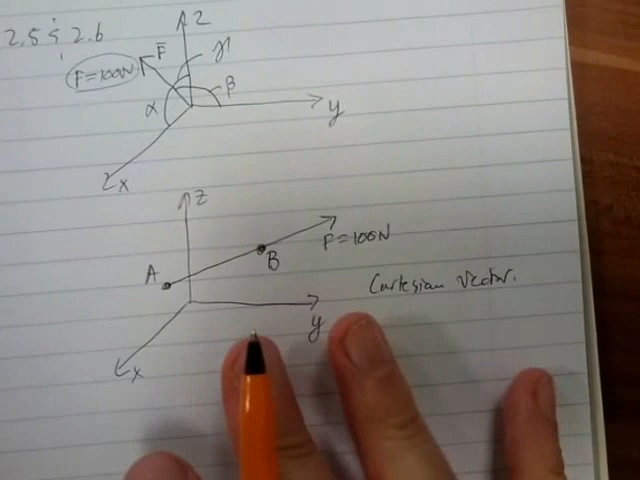 2.5 & 2.6
z
F̅
γ
F=100N
α
β
y
x
z
F=100N
A
B
Cartesian Vector.
y
x